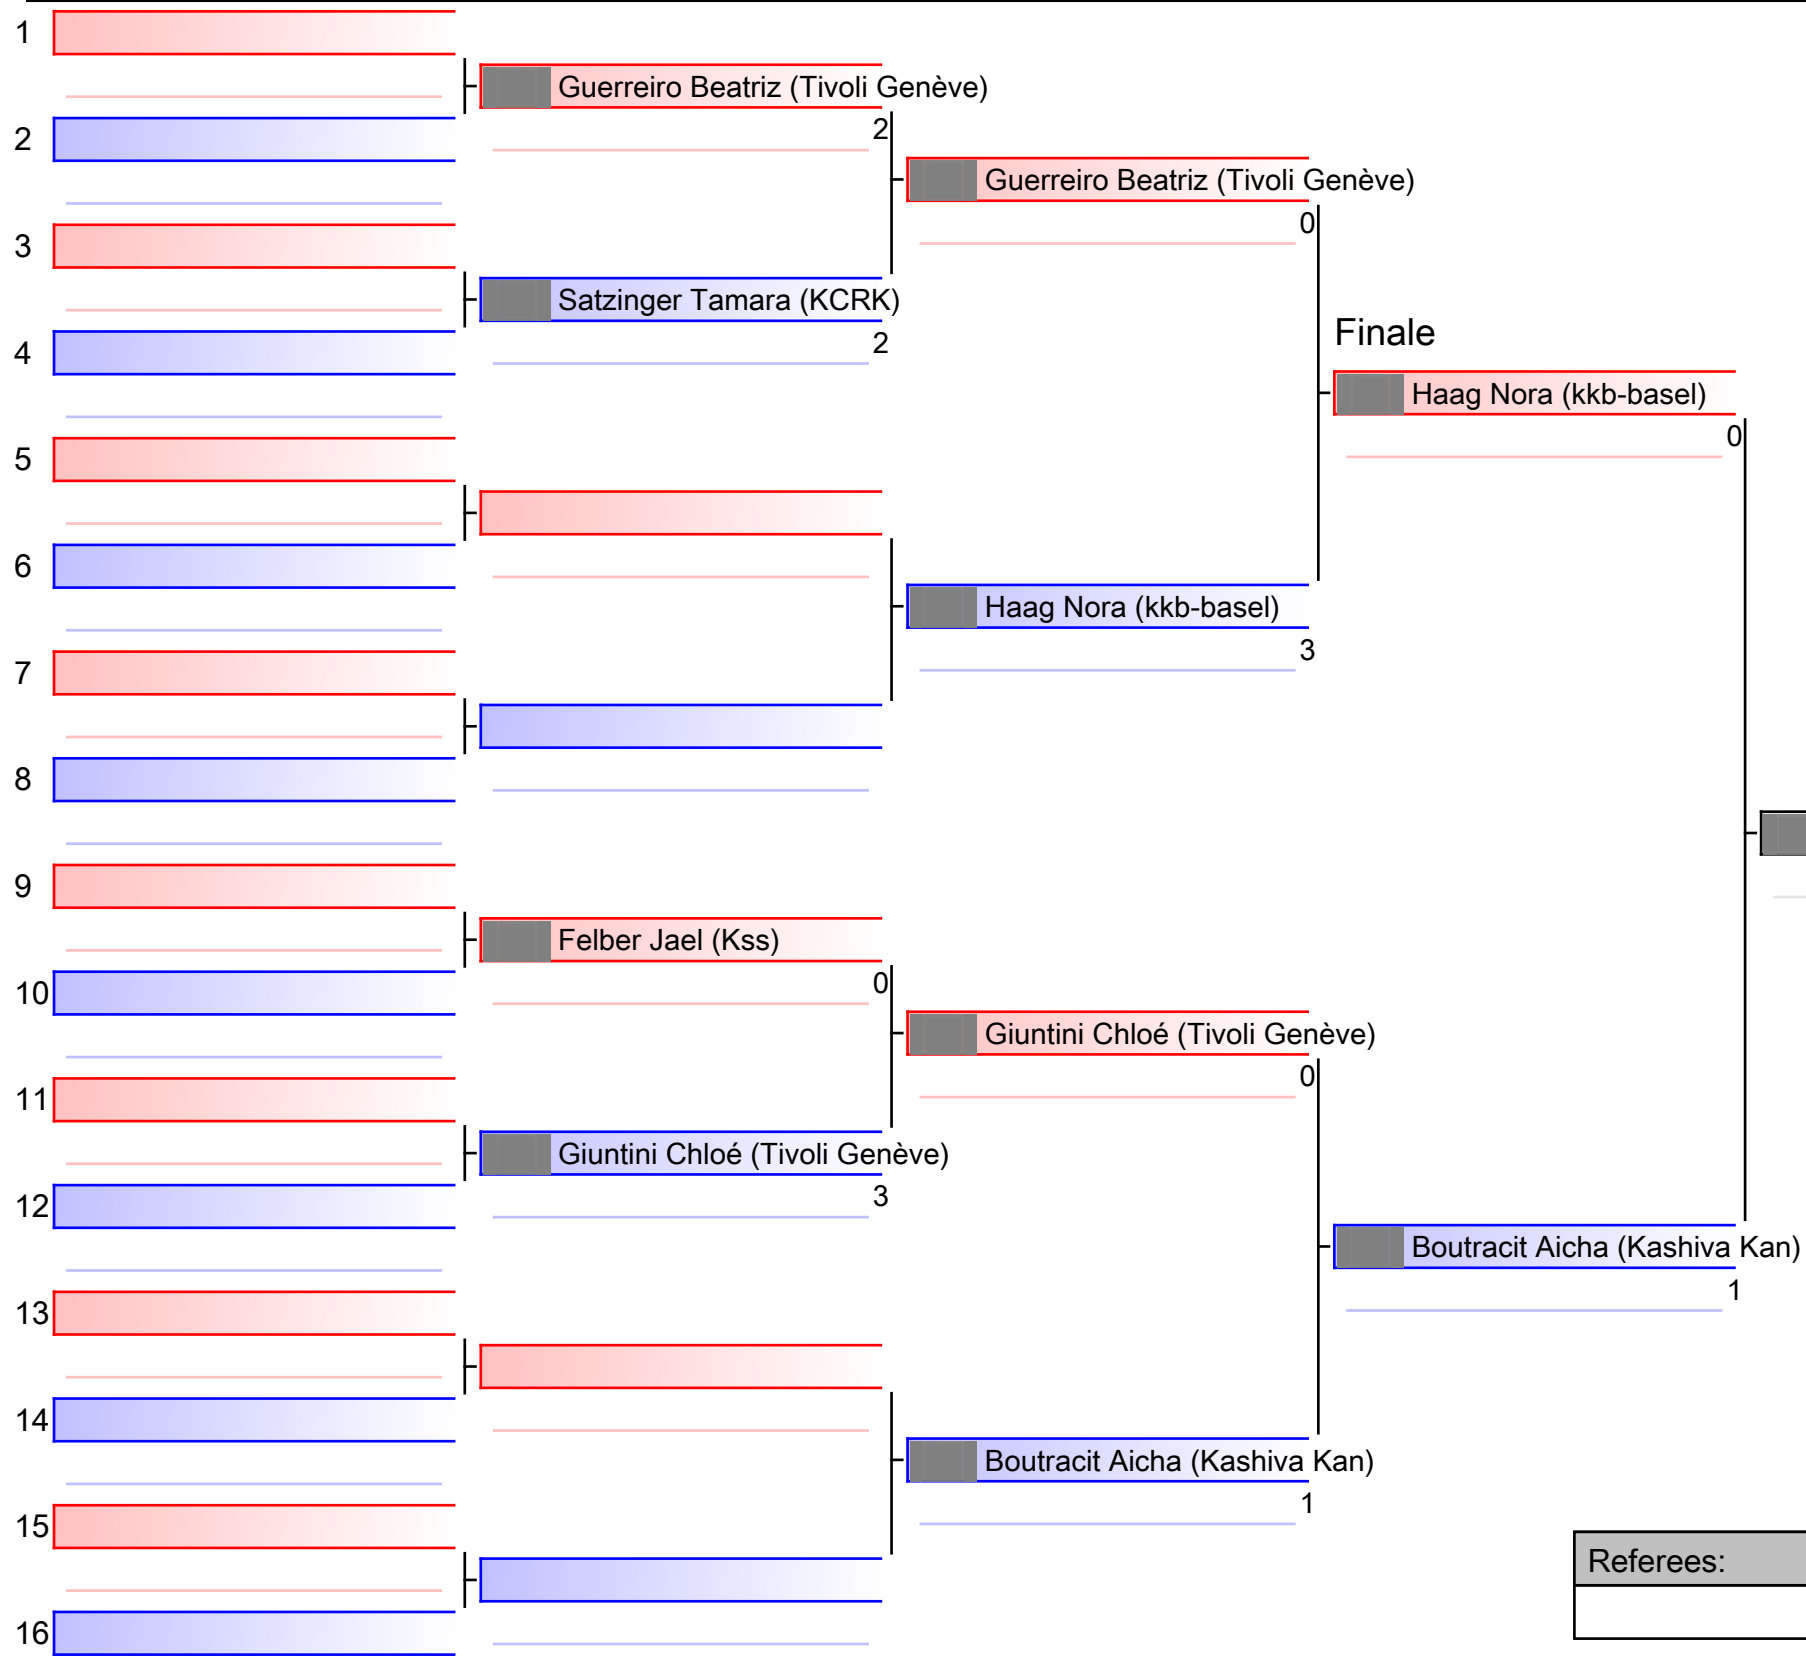 1
Guerreiro Beatriz (Tivoli Genève)
2
2
Guerreiro Beatriz (Tivoli Genève)
0
3
Satzinger Tamara (KCRK)
2
4
Finale
Haag Nora (kkb-basel)
0
5
6
Haag Nora (kkb-basel)
3
7
8
9
Felber Jael (Kss)
0
10
Giuntini Chloé (Tivoli Genève)
0
11
Giuntini Chloé (Tivoli Genève)
3
12
Boutracit Aicha (Kashiva Kan)
1
13
14
Boutracit Aicha (Kashiva Kan)
1
15
Referees:
16